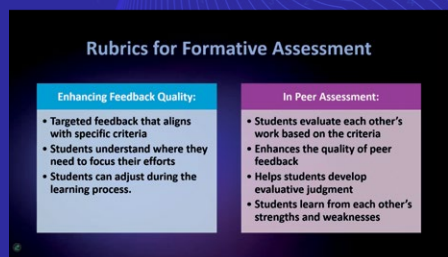 Rubrics for Formative Assessment
Enhancing Feedback Quality:
• Targeted feedback that aligns
with specific criteria
• Students understand where they
need to focus their efforts
• Students can adjust during the
learning process.
In Peer Assessment:
• Students evaluate each other's
work based on the criteria
• Enhances the quality of peer
feedback
• Helps students develop
evaluative judgment
• Students learn from each other's
strengths and weaknesses